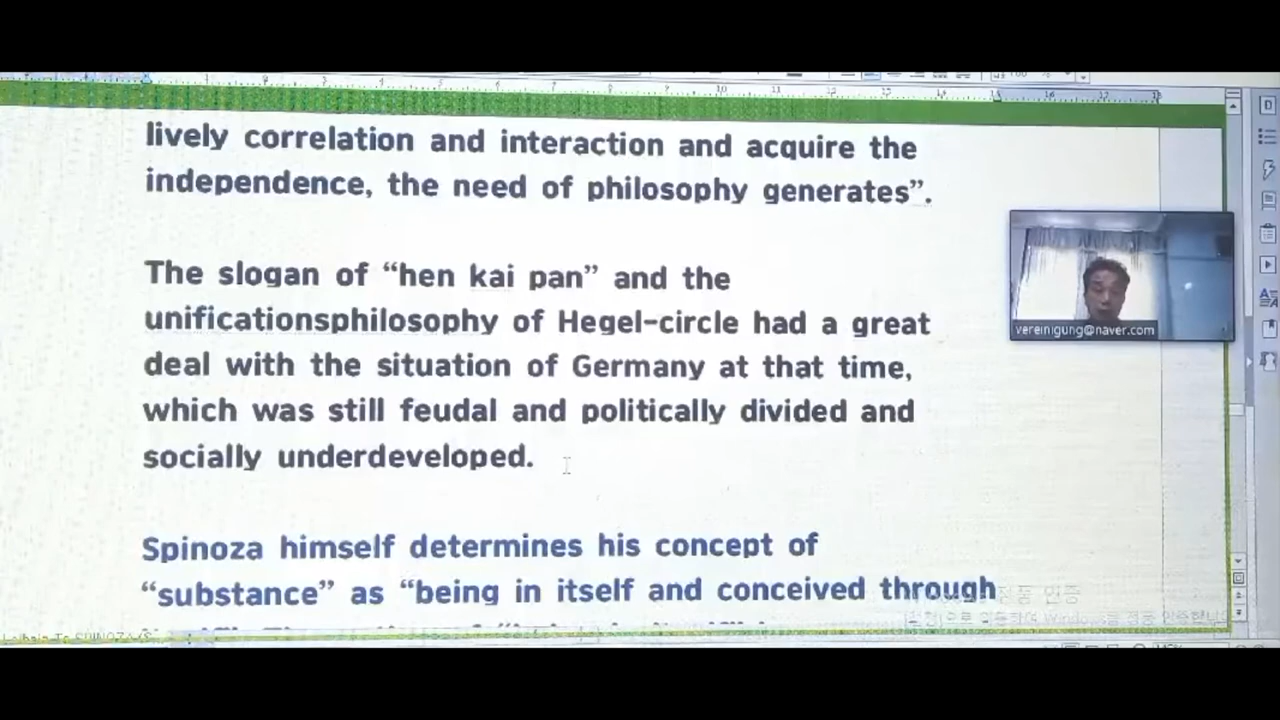 lively correlation and interaction and acquire the
independence, the need of philosophy generates”.
The slogan of “hen kai pan” and the
unificationsphilosophy of Hegel-circle had a great
deal with the situation of Germany at that time,
which was still feudal and politically divided and
socially underdeveloped.
Spinoza himself determines his concept of
“substance” as “being in itself and conceived through
vereinigung@naver.com